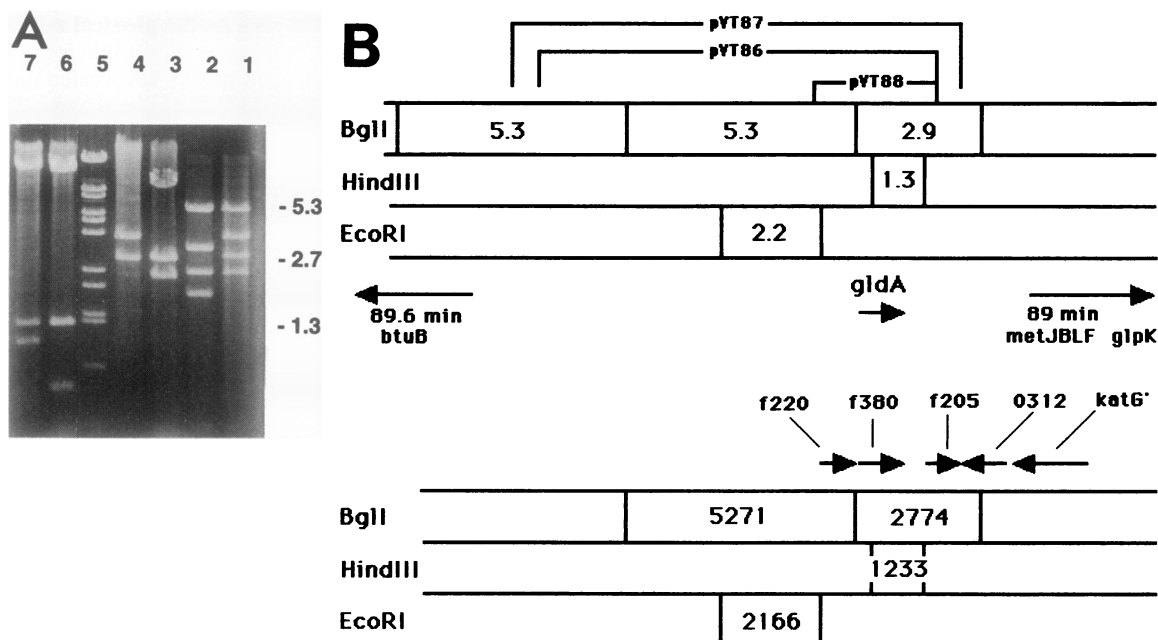 A
7 6 5 4 3 2 1
- 5.3
- 2.7
- 1.3
B
pVT87
pVT86
pVT88
BglI 5.3 5.3 2.9
HindIII 1.3
EcoRI 2.2
gldA
89.6 min
btuB
89 min
metJBLF glpK
f220 f380 f205 O312 katG'
BglI 5271 2774
HindIII 1233
EcoRI 2166